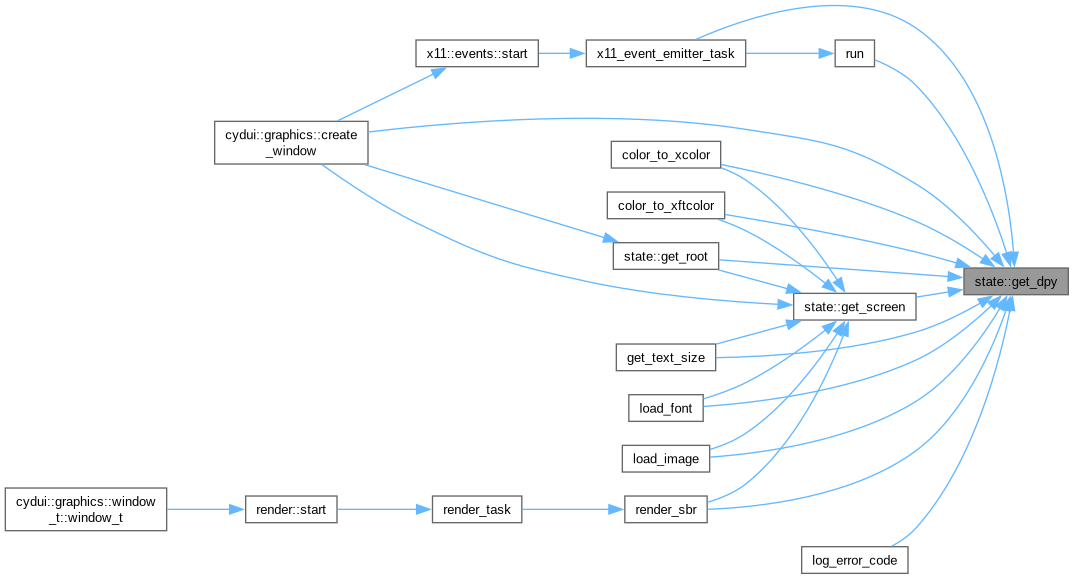 x11::events::start
x11_event_emitter_task
run
cydui::graphics::create
_window
color_to_xcolor
color_to_xftcolor
state::get_root
state::get_dpy
state::get_screen
get_text_size
load_font
load_image
cydui::graphics::window
_t::window_t
render::start
render_task
render_sbr
log_error_code